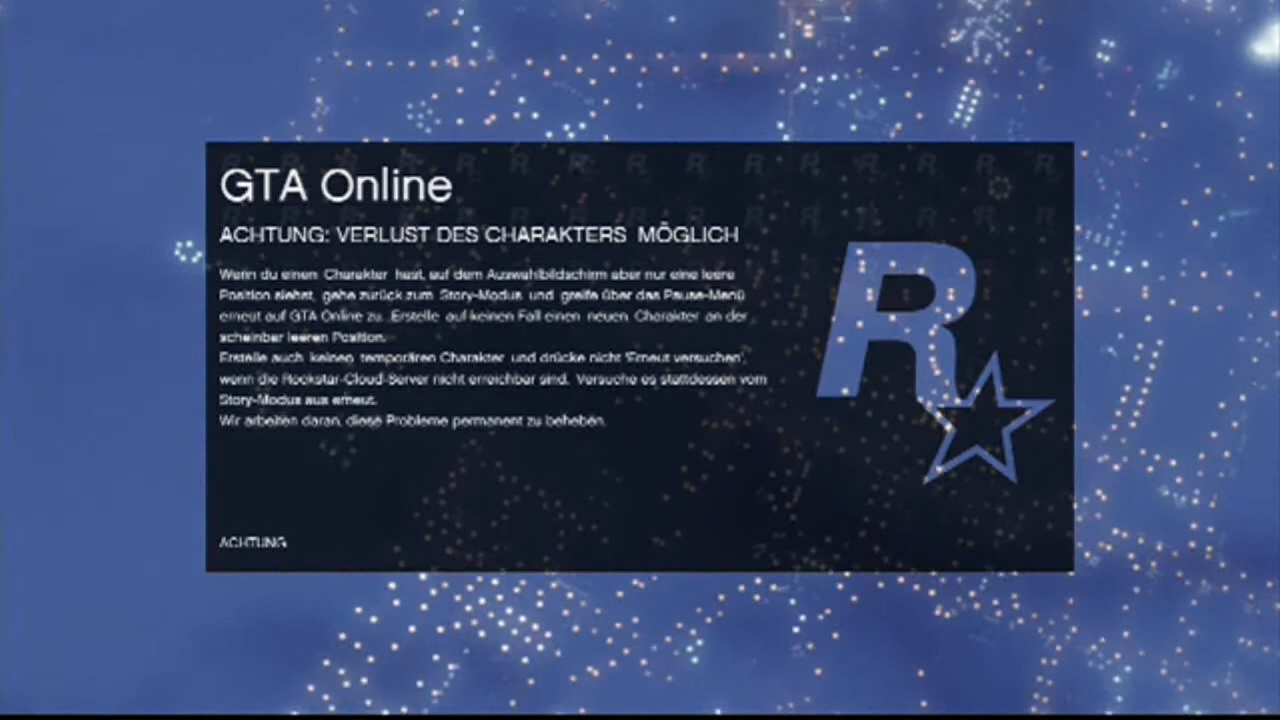 GTA Online
ACHTUNG: VERLUST DES CHARAKTERS MÖGLICH
Wenn du einen Charakter hast, auf dem Auswahlbildschirm aber nur eine leere
Position siehst, gehe zurück zum Story-Modus und greife über das Pause-Menü
erneut auf GTA Online zu. Erstelle auf keinen Fall einen neuen Charakter an der
scheinbar leeren Position.
Erstelle auch keinen temporären Charakter und drücke nicht 'Erneut versuchen',
wenn die Rockstar-Cloud-Server nicht erreichbar sind. Versuche es stattdessen vom
Story-Modus aus erneut.
Wir arbeiten daran, diese Probleme permanent zu beheben.
R
ACHTUNG